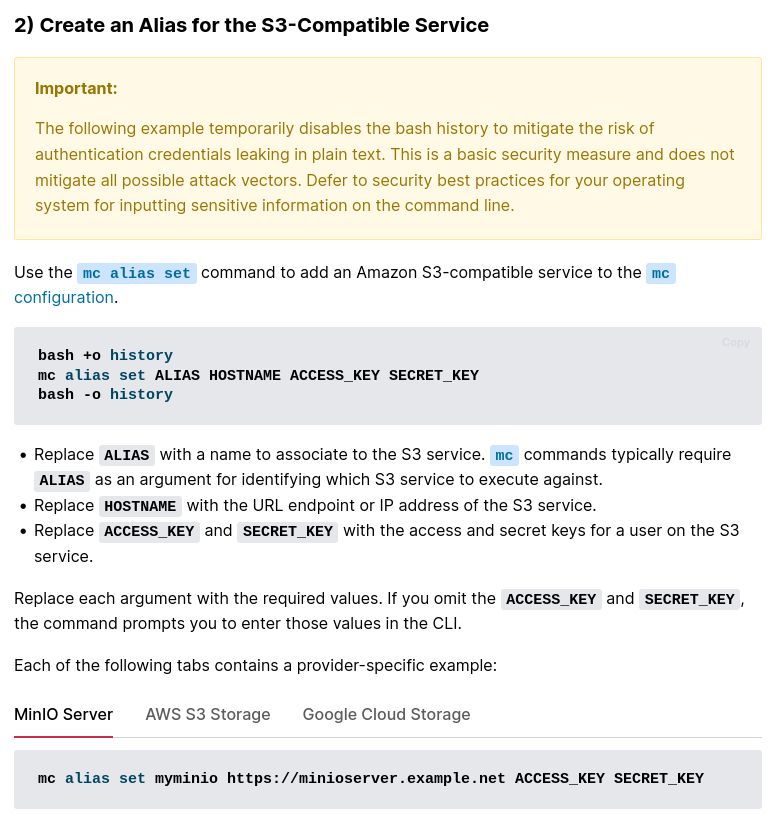 2) Create an Alias for the S3-Compatible Service
Important:
The following example temporarily disables the bash history to mitigate the risk of
authentication credentials leaking in plain text. This is a basic security measure and does not
mitigate all possible attack vectors. Defer to security best practices for your operating
system for inputting sensitive information on the command line.
Use the mc alias set command to add an Amazon S3-compatible service to the mc
configuration.
Copy
bash +o history
mc alias set ALIAS HOSTNAME ACCESS_KEY SECRET_KEY
bash -o history
• Replace ALIAS with a name to associate to the S3 service. mc commands typically require
ALIAS as an argument for identifying which S3 service to execute against.
• Replace HOSTNAME with the URL endpoint or IP address of the S3 service.
• Replace ACCESS_KEY and SECRET_KEY with the access and secret keys for a user on the S3
service.
Replace each argument with the required values. If you omit the ACCESS_KEY and SECRET_KEY,
the command prompts you to enter those values in the CLI.
Each of the following tabs contains a provider-specific example:
MinIO Server AWS S3 Storage Google Cloud Storage
mc alias set myminio https://minioserver.example.net ACCESS_KEY SECRET_KEY